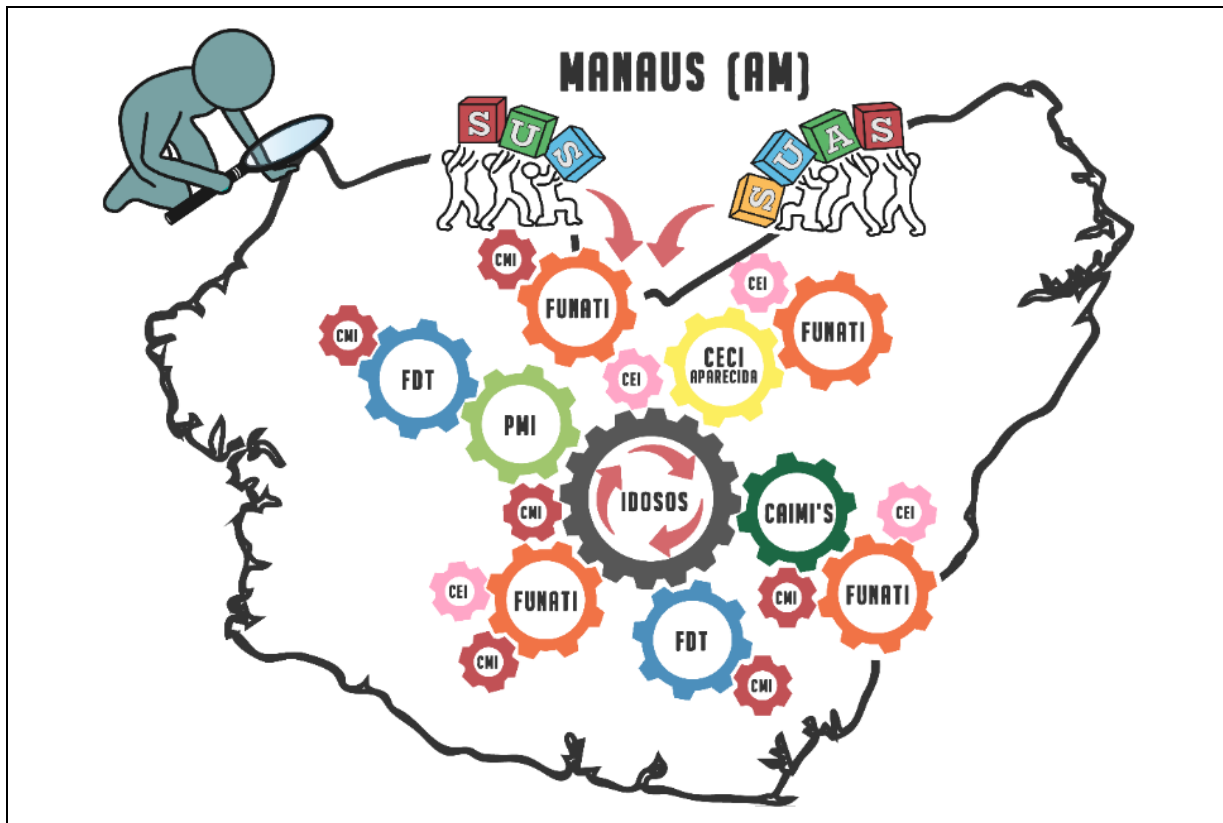 MANAUS (AM)
SUS
SUAS
CMI
FUNATI
CEI
FUNATI
CMI
FDT
CEI
CECI
APARECIDA
PMI
IDOSOS
CMI
CAIMI'S
CEI
CEI
FUNATI
CMI
FUNATI
CMI
FDT
CMI